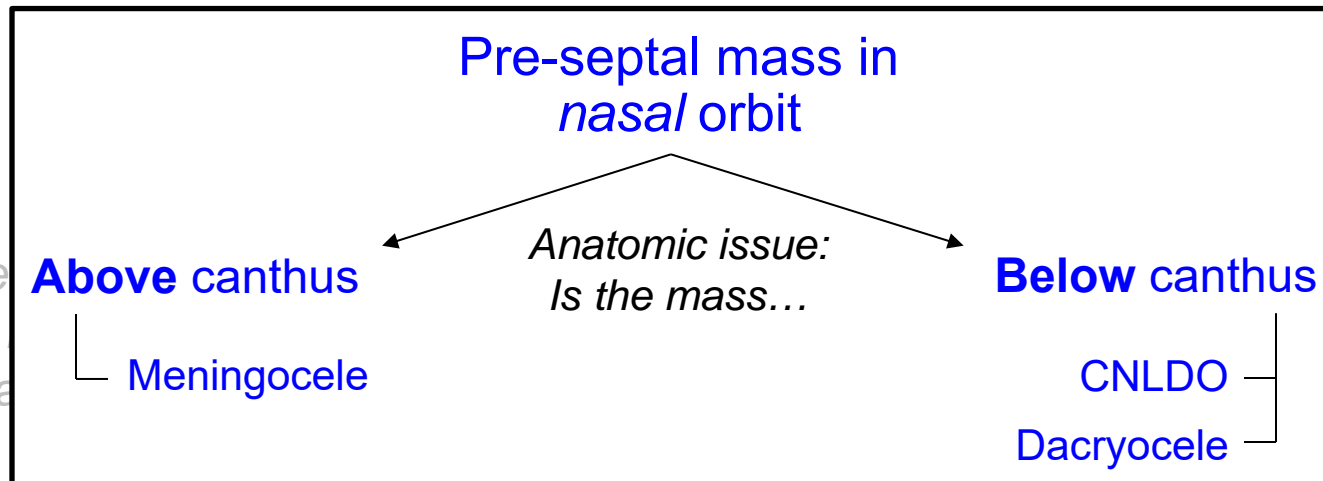 Pre-septal mass in
nasal orbit
Anatomic issue:
Is the mass…
Above canthus
Below canthus
Meningocele
CNLDO
Dacryocele